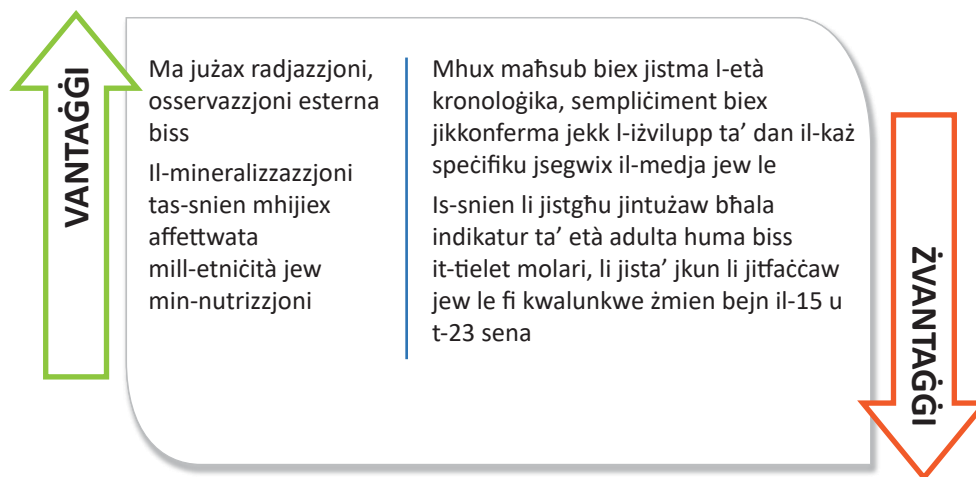 VANTAĠĠI
Ma jużax radjazzjoni,
osservazzjoni esterna
biss
Il-mineralizzazzjoni
tas-snien mhijiex
affettwata
mill-etniċità jew
min-nutrizzjoni
Mhux maħsub biex jistma l-età
kronoloġika, sempliċiment biex
jikkonferma jekk l-iżvilupp ta’ dan il-każ
speċifiku jsegwix il-medja jew le
Is-snien li jistgħu jintużaw bħala
indikatur ta’ età adulta huma biss
it-tielet molari, li jista’ jkun li jitfaċċaw
jew le fi kwalunkwe żmien bejn il-15 u
t-23 sena
ŻVANTAĠĠI